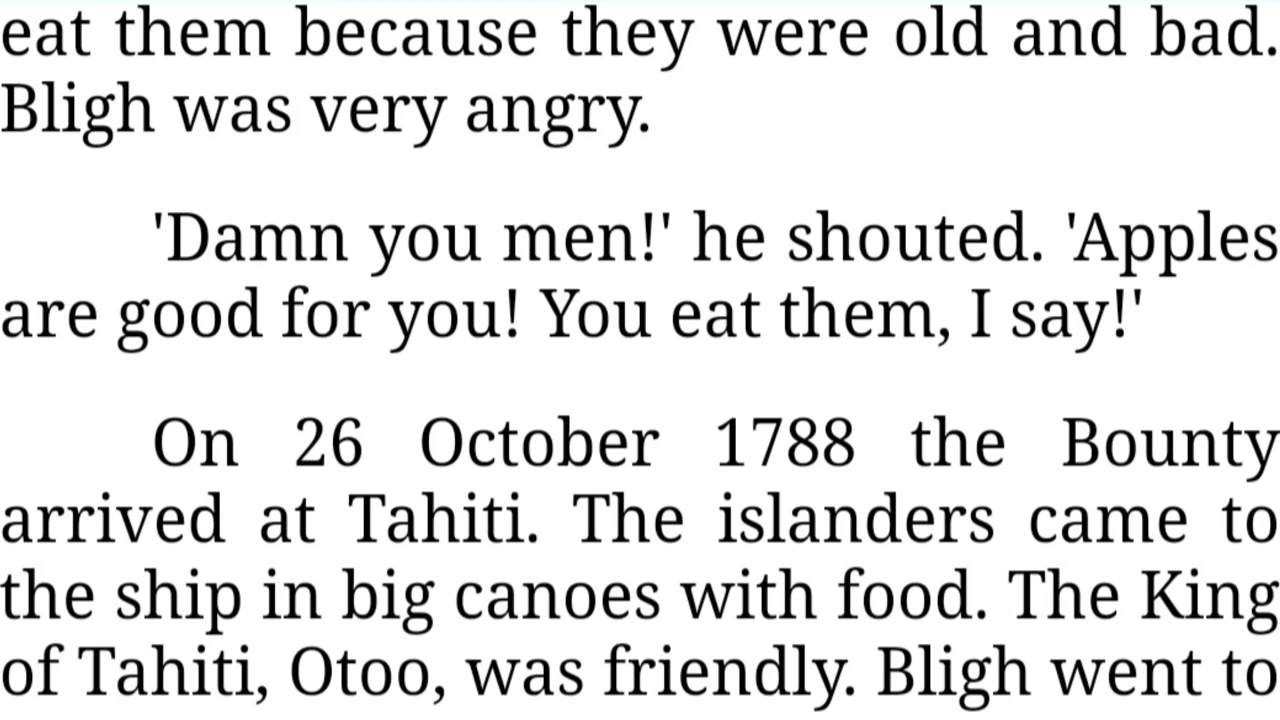 eat them because they were old and bad.
Bligh was very angry.
'Damn you men!' he shouted. 'Apples
are good for you! You eat them, I say!'
On 26 October 1788 the Bounty
arrived at Tahiti. The islanders came to
the ship in big canoes with food. The King
of Tahiti, Otoo, was friendly. Bligh went to